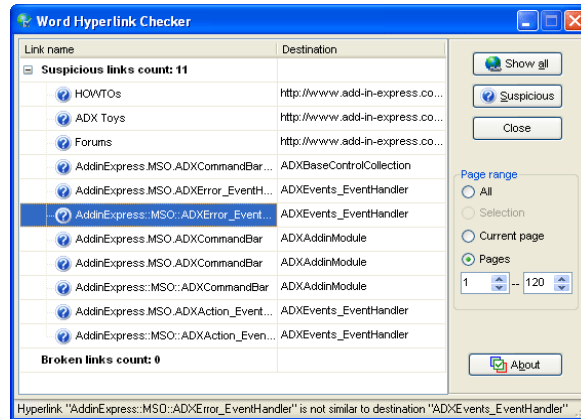 Word Hyperlink Checker
Link name Destination
Suspicious links count: 11
HOWTOs http://www.add-in-express.co...
ADX Toys http://www.add-in-express.co...
Forums http://www.add-in-express.co...
AddinExpress.MSO.ADXCommandBar... ADXBaseControlCollection
AddinExpress.MSO.ADXError_EventH... ADXEvents_EventHandler
AddinExpress::MSO::ADXError_Event... ADXEvents_EventHandler
AddinExpress.MSO.ADXCommandBar ADXAddinModule
AddinExpress.MSO.ADXCommandBar ADXAddinModule
AddinExpress::MSO::ADXCommandBar ADXAddinModule
AddinExpress.MSO.ADXAction_Event... ADXEvents_EventHandler
AddinExpress::MSO::ADXAction_Even... ADXEvents_EventHandler
Broken links count: 0
Show all
Suspicious
Close
Page range
All
Selection
Current page
Pages
1 -- 120
About
Hyperlink "AddinExpress::MSO::ADXError_EventHandler" is not similar to destination "ADXEvents_EventHandler"